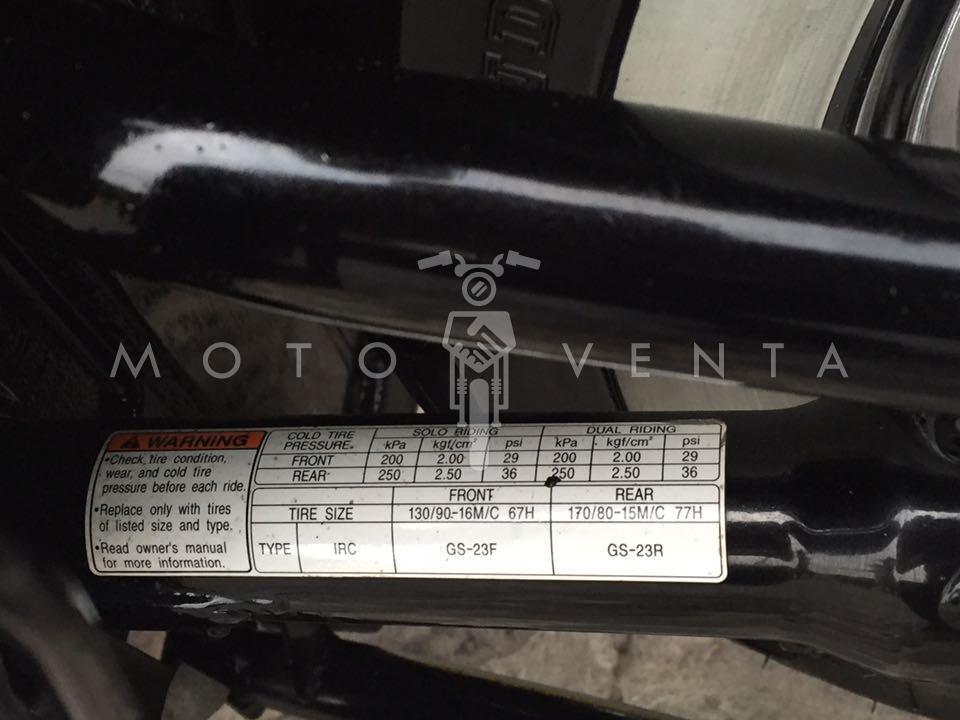 MOTO VENTA
⚠ WARNING
•Check tire condition,
wear, and cold tire
pressure before each ride.
•Replace only with tires
of listed size and type.
•Read owner's manual
for more information.
COLD TIRE PRESSURE SOLO RIDING DUAL RIDING
kPa kgf/cm² psi kPa kgf/cm² psi
FRONT 200 2.00 29 200 2.00 29
REAR 250 2.50 36 250 2.50 36
FRONT REAR
TIRE SIZE 130/90-16M/C 67H 170/80-15M/C 77H
TYPE IRC GS-23F GS-23R